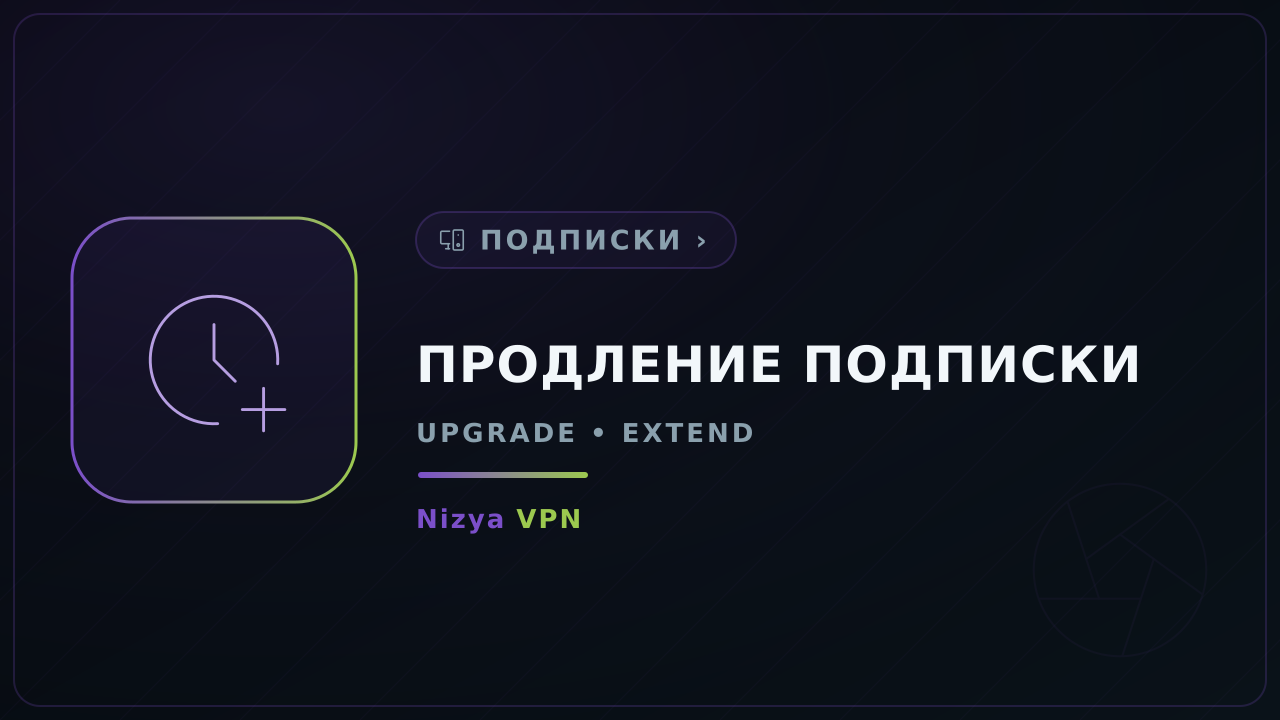 ПОДПИСКИ ›
ПРОДЛЕНИЕ ПОДПИСКИ
UPGRADE • EXTEND
Nizya VPN